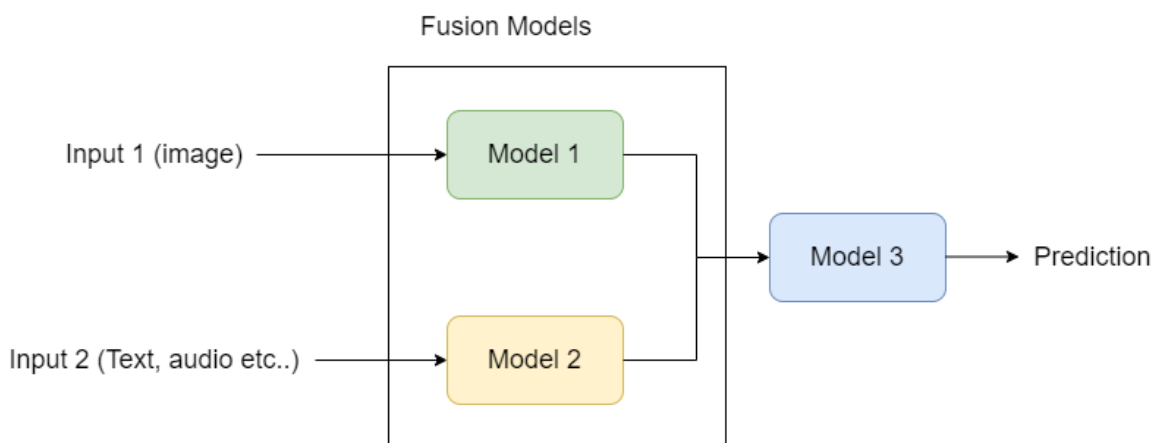 Fusion Models
Input 1 (image)
Model 1
Model 3
Prediction
Input 2 (Text, audio etc..)
Model 2